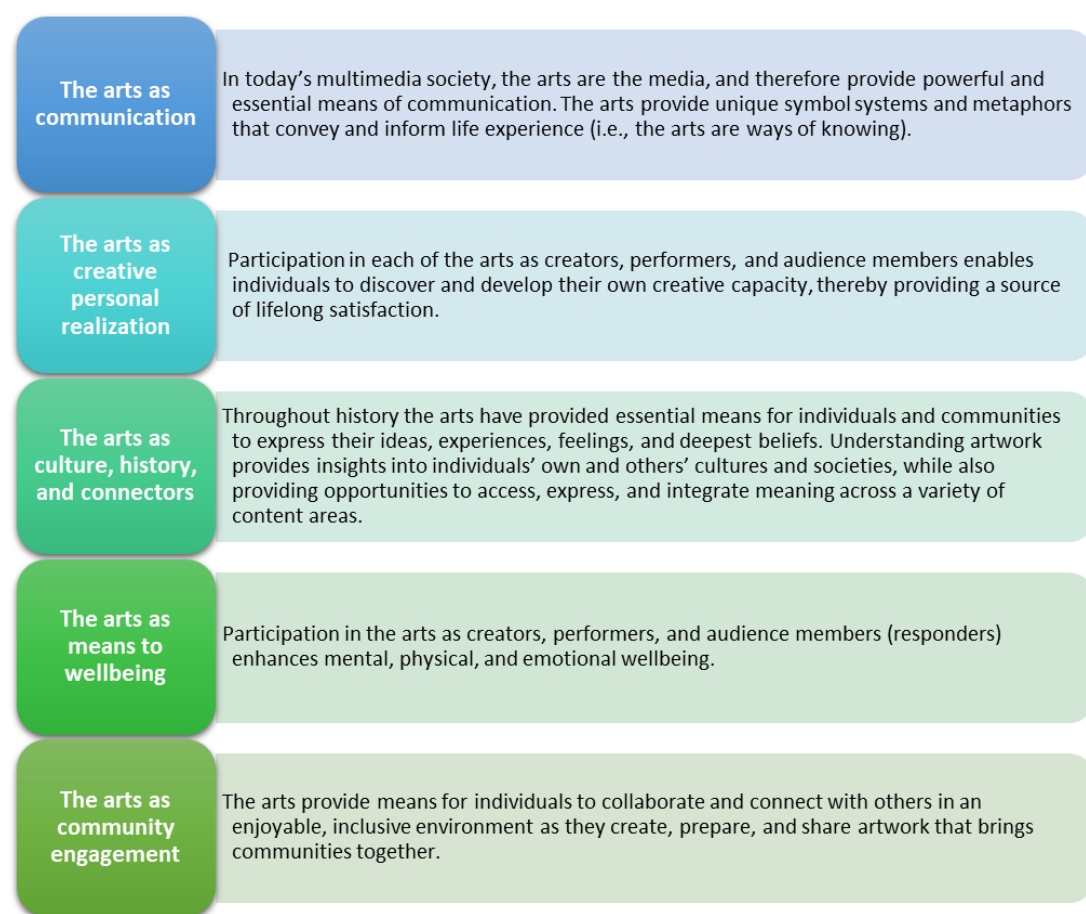 The arts as
communication
In today's multimedia society, the arts are the media, and therefore provide powerful and
essential means of communication. The arts provide unique symbol systems and metaphors
that convey and inform life experience (i.e., the arts are ways of knowing).
The arts as
creative
personal
realization
Participation in each of the arts as creators, performers, and audience members enables
individuals to discover and develop their own creative capacity, thereby providing a source
of lifelong satisfaction.
The arts as
culture, history,
and connectors
Throughout history the arts have provided essential means for individuals and communities
to express their ideas, experiences, feelings, and deepest beliefs. Understanding artwork
provides insights into individuals' own and others' cultures and societies, while also
providing opportunities to access, express, and integrate meaning across a variety of
content areas.
The arts as
means to
wellbeing
Participation in the arts as creators, performers, and audience members (responders)
enhances mental, physical, and emotional wellbeing.
The arts as
community
engagement
The arts provide means for individuals to collaborate and connect with others in an
enjoyable, inclusive environment as they create, prepare, and share artwork that brings
communities together.